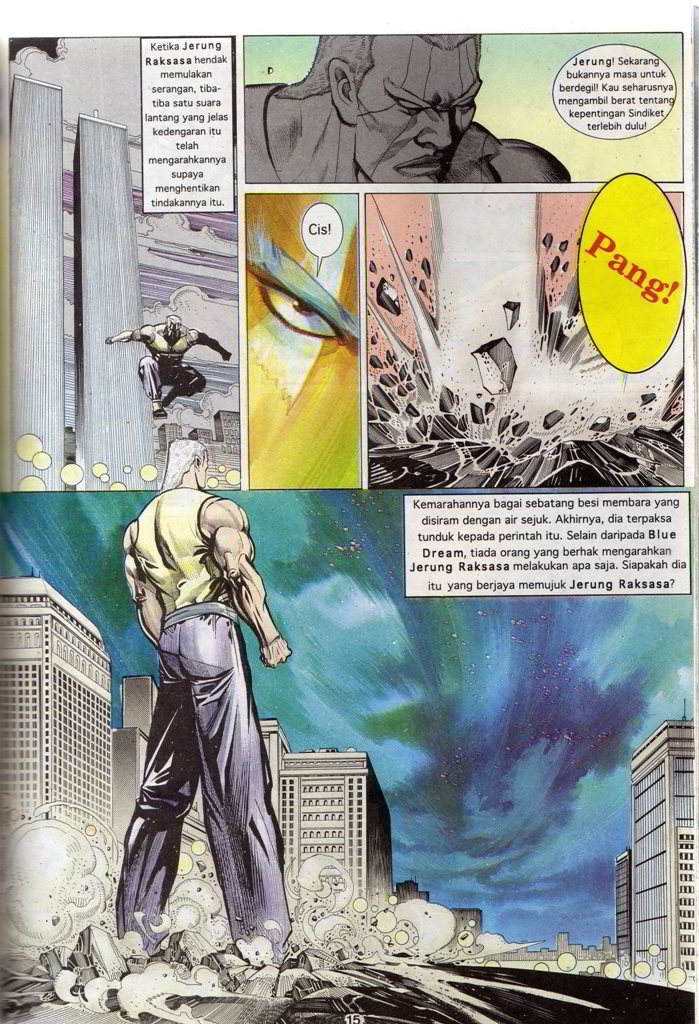 Ketika Jerung
Raksasa hendak
memulakan
serangan, tiba-
tiba satu suara
lantang yang jelas
kedengaran itu
telah
mengarahkannya
supaya
menghentikan
tindakannya itu.
Jerung! Sekarang
bukannya masa untuk
berdegil! Kau seharusnya
mengambil berat tentang
kepentingan Sindiket
terlebih dulu!
Cis!
Pang!
Kemarahannya bagai sebatang besi membara yang
disiram dengan air sejuk. Akhirnya, dia terpaksa
tunduk kepada perintah itu. Selain daripada Blue
Dream, tiada orang yang berhak mengarahkan
Jerung Raksasa melakukan apa saja. Siapakah dia
itu yang berjaya memujuk Jerung Raksasa?
15